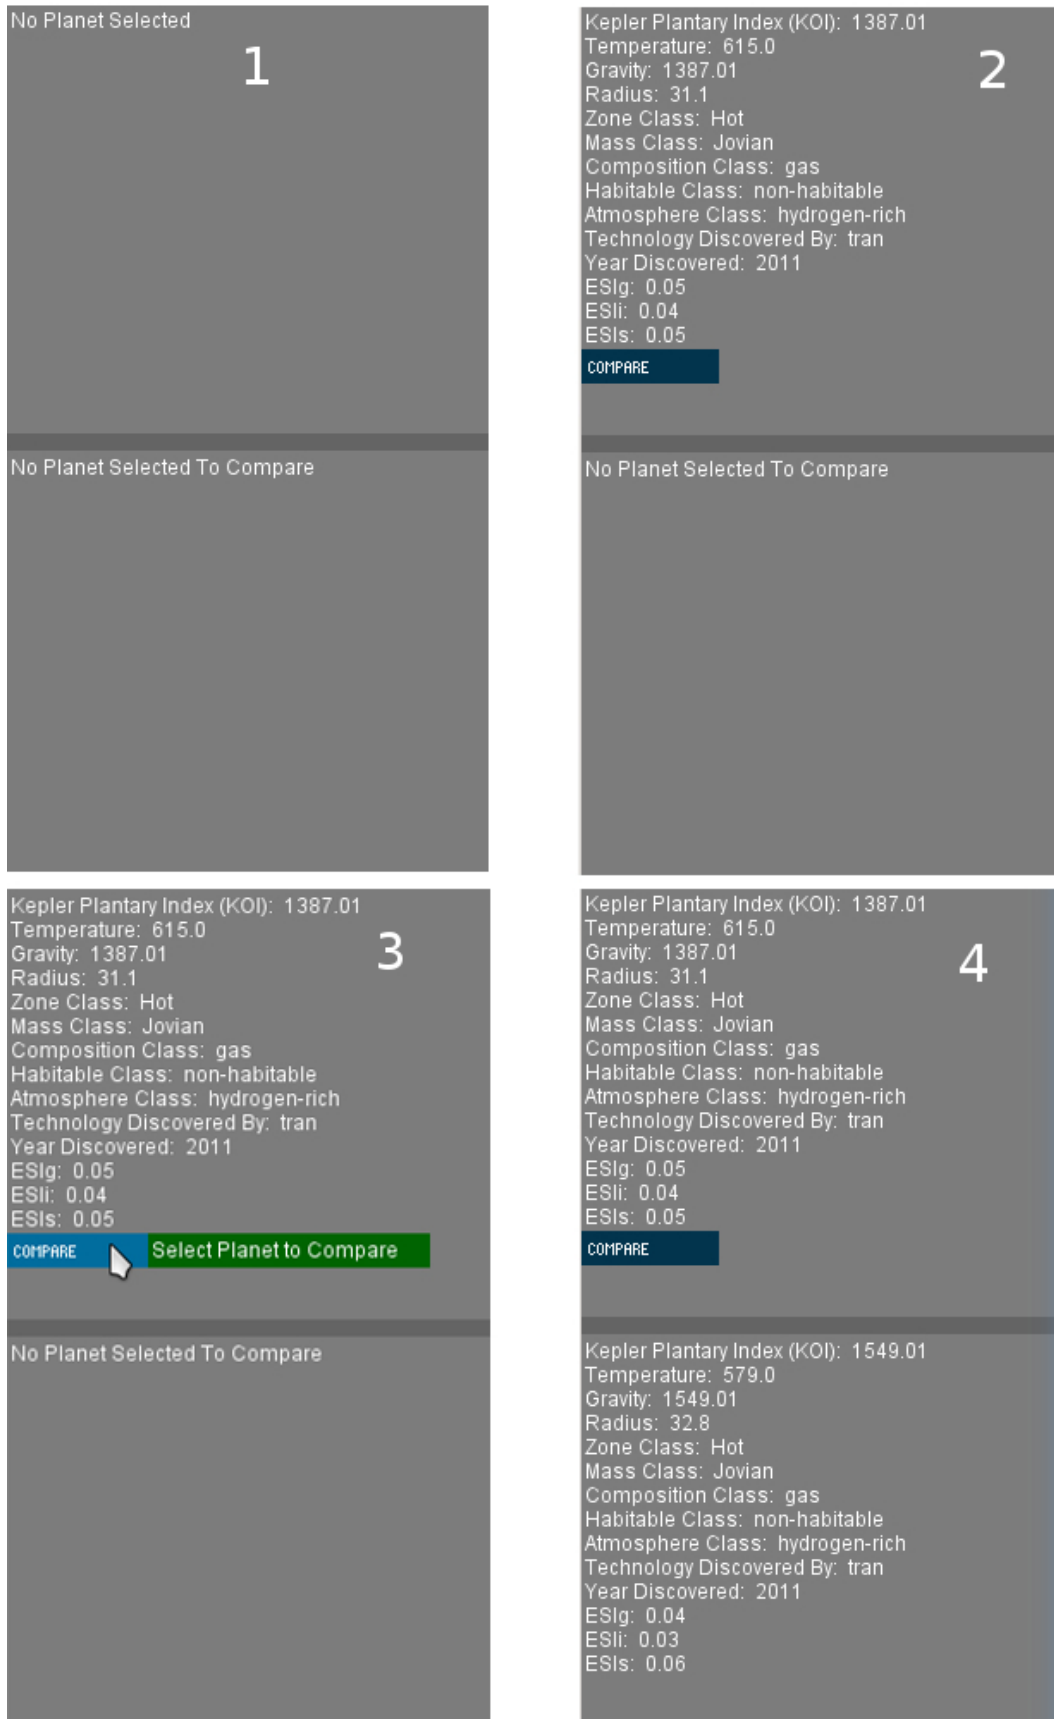 No Planet Selected
1
No Planet Selected To Compare
Kepler Plantary Index (KOI): 1387.01
Temperature: 615.0
Gravity: 1387.01
2
Radius: 31.1
Zone Class: Hot
Mass Class: Jovian
Composition Class: gas
Habitable Class: non-habitable
Atmosphere Class: hydrogen-rich
Technology Discovered By: tran
Year Discovered: 2011
ESIg: 0.05
ESIi: 0.04
ESIs: 0.05
COMPARE
No Planet Selected To Compare
Kepler Plantary Index (KOI): 1387.01
Temperature: 615.0
3
Gravity: 1387.01
Radius: 31.1
Zone Class: Hot
Mass Class: Jovian
Composition Class: gas
Habitable Class: non-habitable
Atmosphere Class: hydrogen-rich
Technology Discovered By: tran
Year Discovered: 2011
ESIg: 0.05
ESIi: 0.04
ESIs: 0.05
COMPARE Select Planet to Compare
No Planet Selected To Compare
Kepler Plantary Index (KOI): 1387.01
Temperature: 615.0
Gravity: 1387.01
4
Radius: 31.1
Zone Class: Hot
Mass Class: Jovian
Composition Class: gas
Habitable Class: non-habitable
Atmosphere Class: hydrogen-rich
Technology Discovered By: tran
Year Discovered: 2011
ESIg: 0.05
ESIi: 0.04
ESIs: 0.05
COMPARE
Kepler Plantary Index (KOI): 1549.01
Temperature: 579.0
Gravity: 1549.01
Radius: 32.8
Zone Class: Hot
Mass Class: Jovian
Composition Class: gas
Habitable Class: non-habitable
Atmosphere Class: hydrogen-rich
Technology Discovered By: tran
Year Discovered: 2011
ESIg: 0.04
ESIi: 0.03
ESIs: 0.06